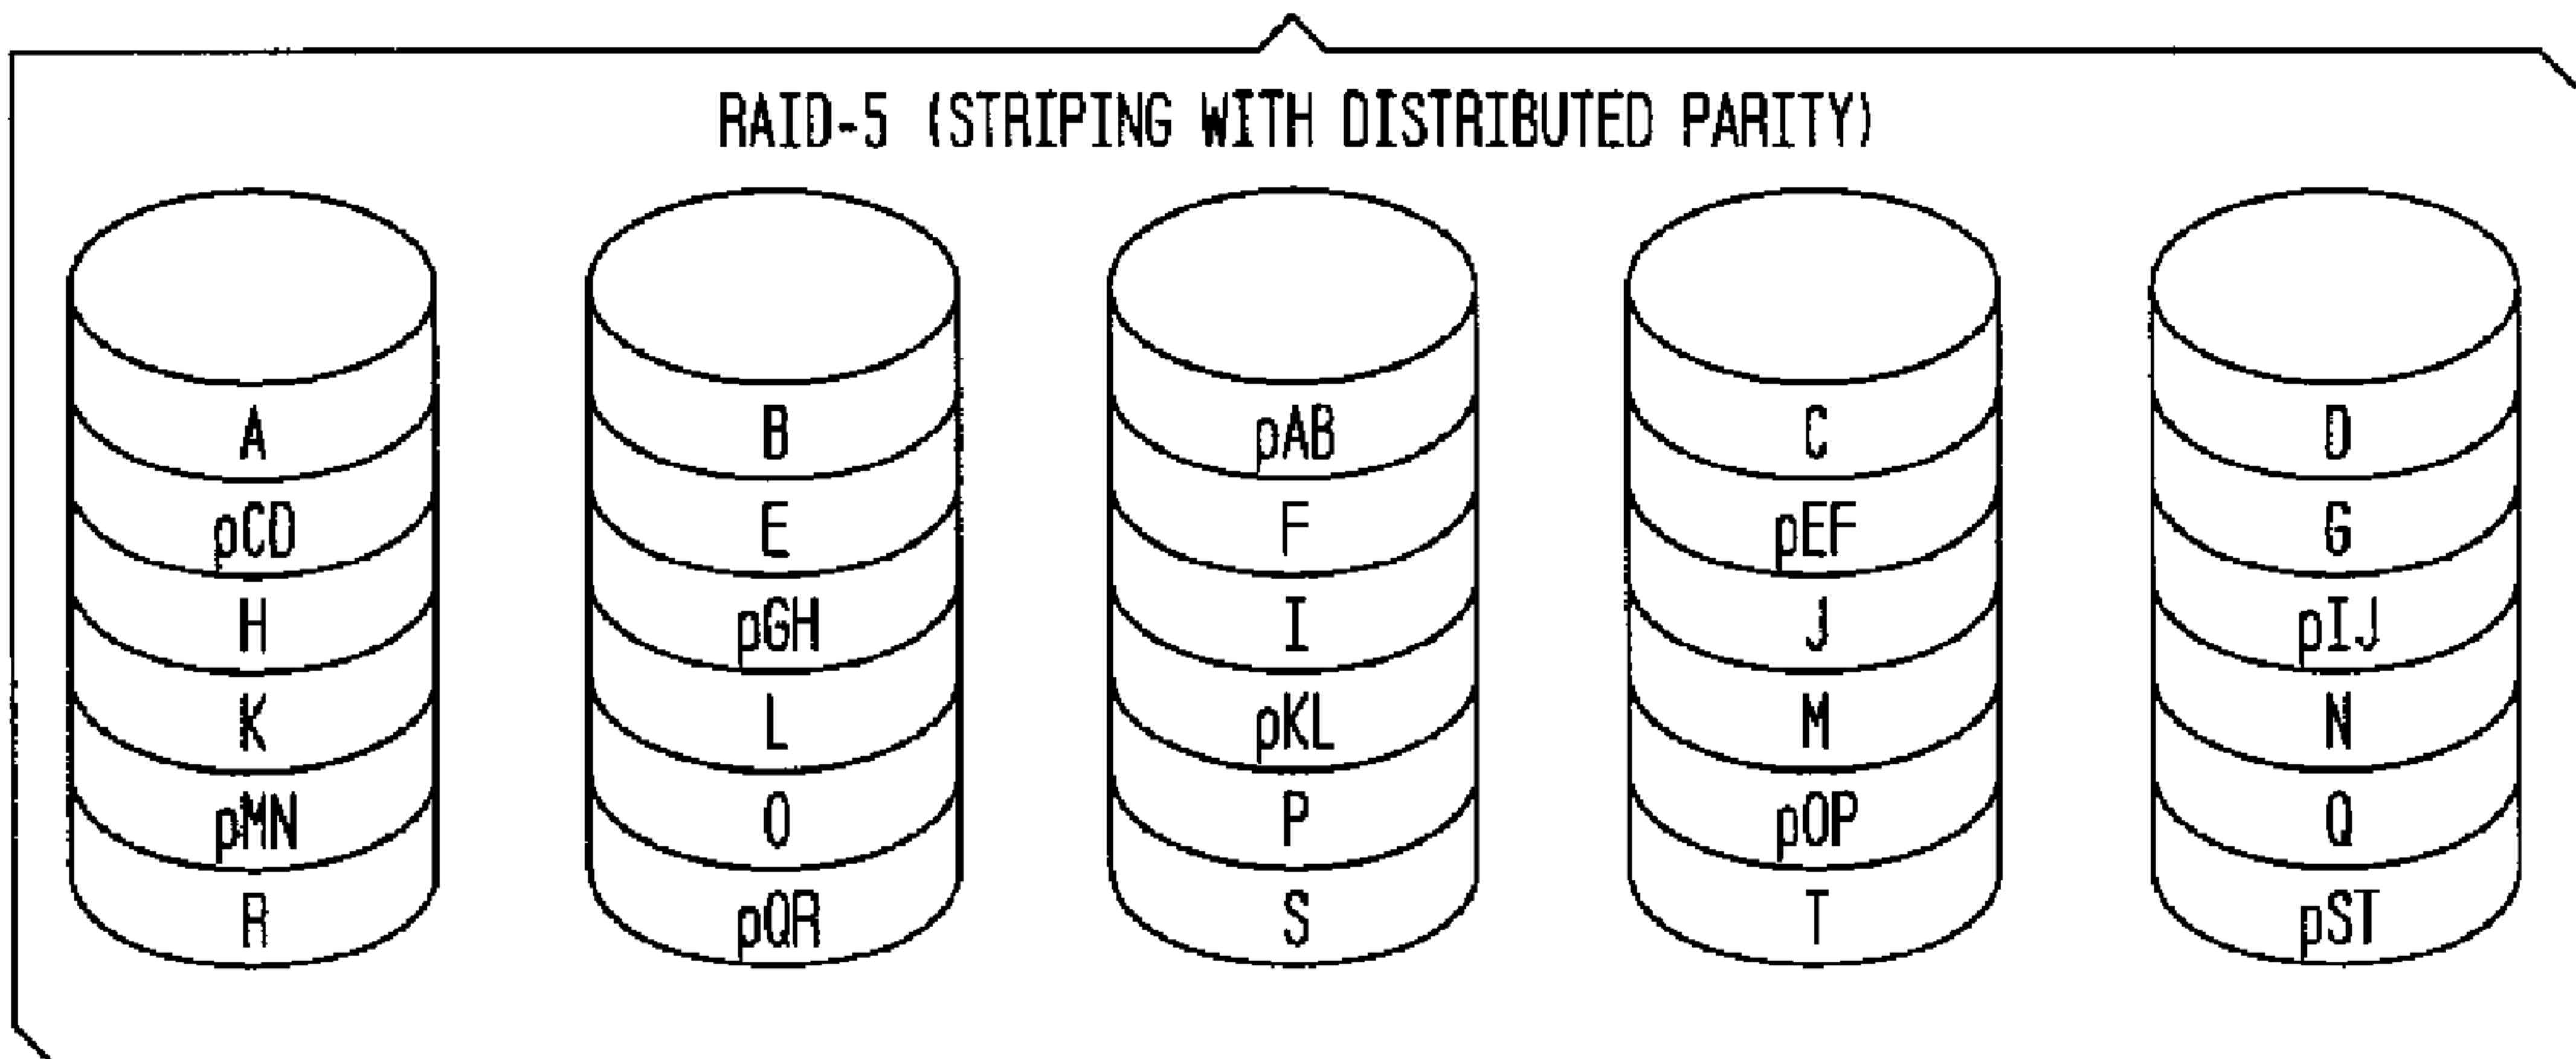 RAID-5 (STRIPING WITH DISTRIBUTED PARITY)
A B pAB C D
pCD E F pEF G
H pGH I J pIJ
K L pKL M N
pMN O P pOP Q
R pQR S T pST